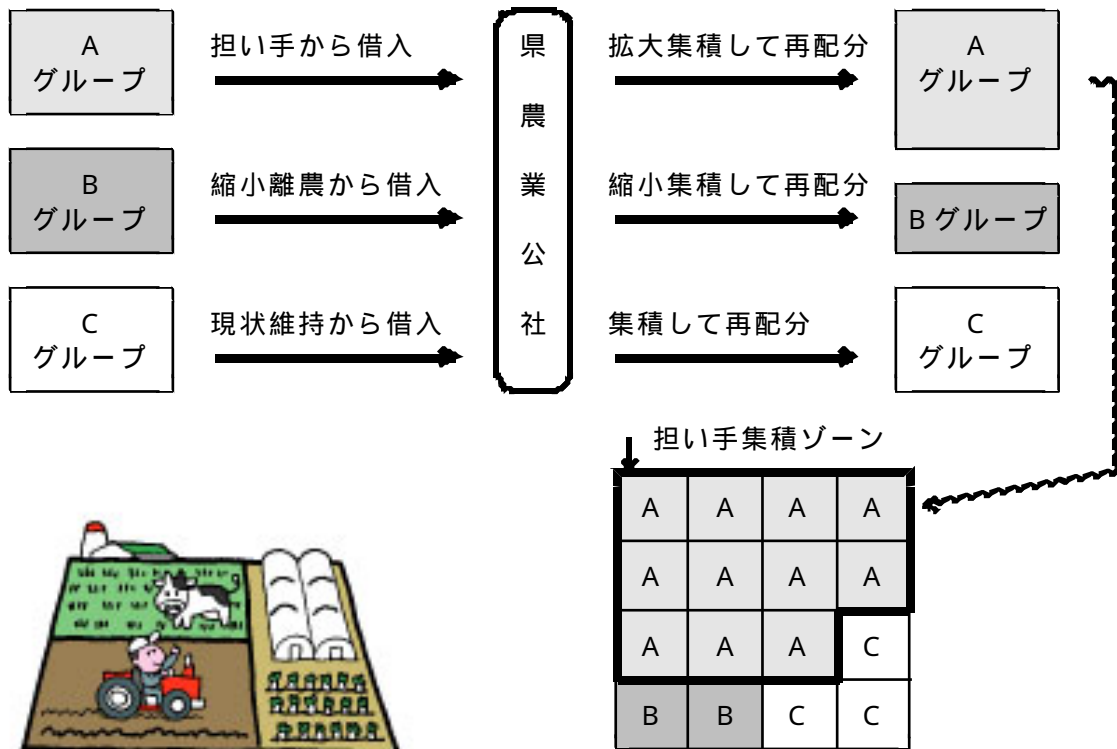 A
グループ
担い手から借入
県農業公社
拡大集積して再配分
A
グループ
B
グループ
縮小離農から借入
縮小集積して再配分
B グループ
C
グループ
現状維持から借入
集積して再配分
C
グループ
担い手集積ゾーン
A A A A
A A A A
A A A C
B B C C